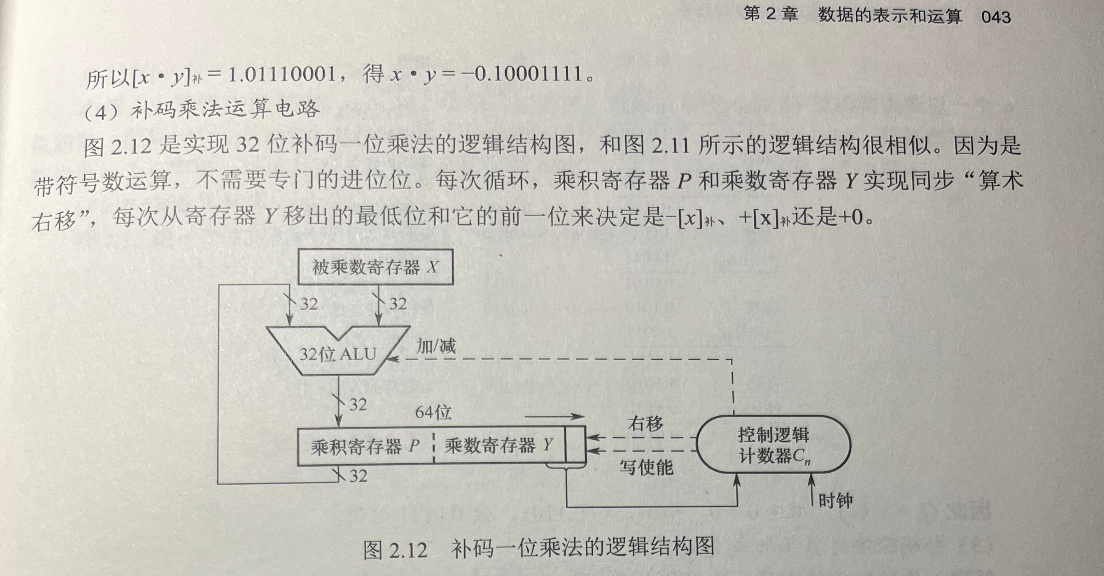 第 2 章 数据的表示和运算 043
所以[x·y]补= 1.01110001，得 x·y = −0.10001111。
（4）补码乘法运算电路
图 2.12 是实现 32 位补码一位乘法的逻辑结构图，和图 2.11 所示的逻辑结构很相似。因为是
带符号数运算，不需要专门的进位位。每次循环，乘积寄存器 P 和乘数寄存器 Y 实现同步“算术
右移”，每次从寄存器 Y 移出的最低位和它的前一位来决定是−[x]补、+[x]补还是+0。
被乘数寄存器 X
32 32
32位 ALU 加/减
32
64位
乘积寄存器 P 乘数寄存器 Y
右移
写使能
控制逻辑
计数器Cn
32
时钟
图 2.12 补码一位乘法的逻辑结构图